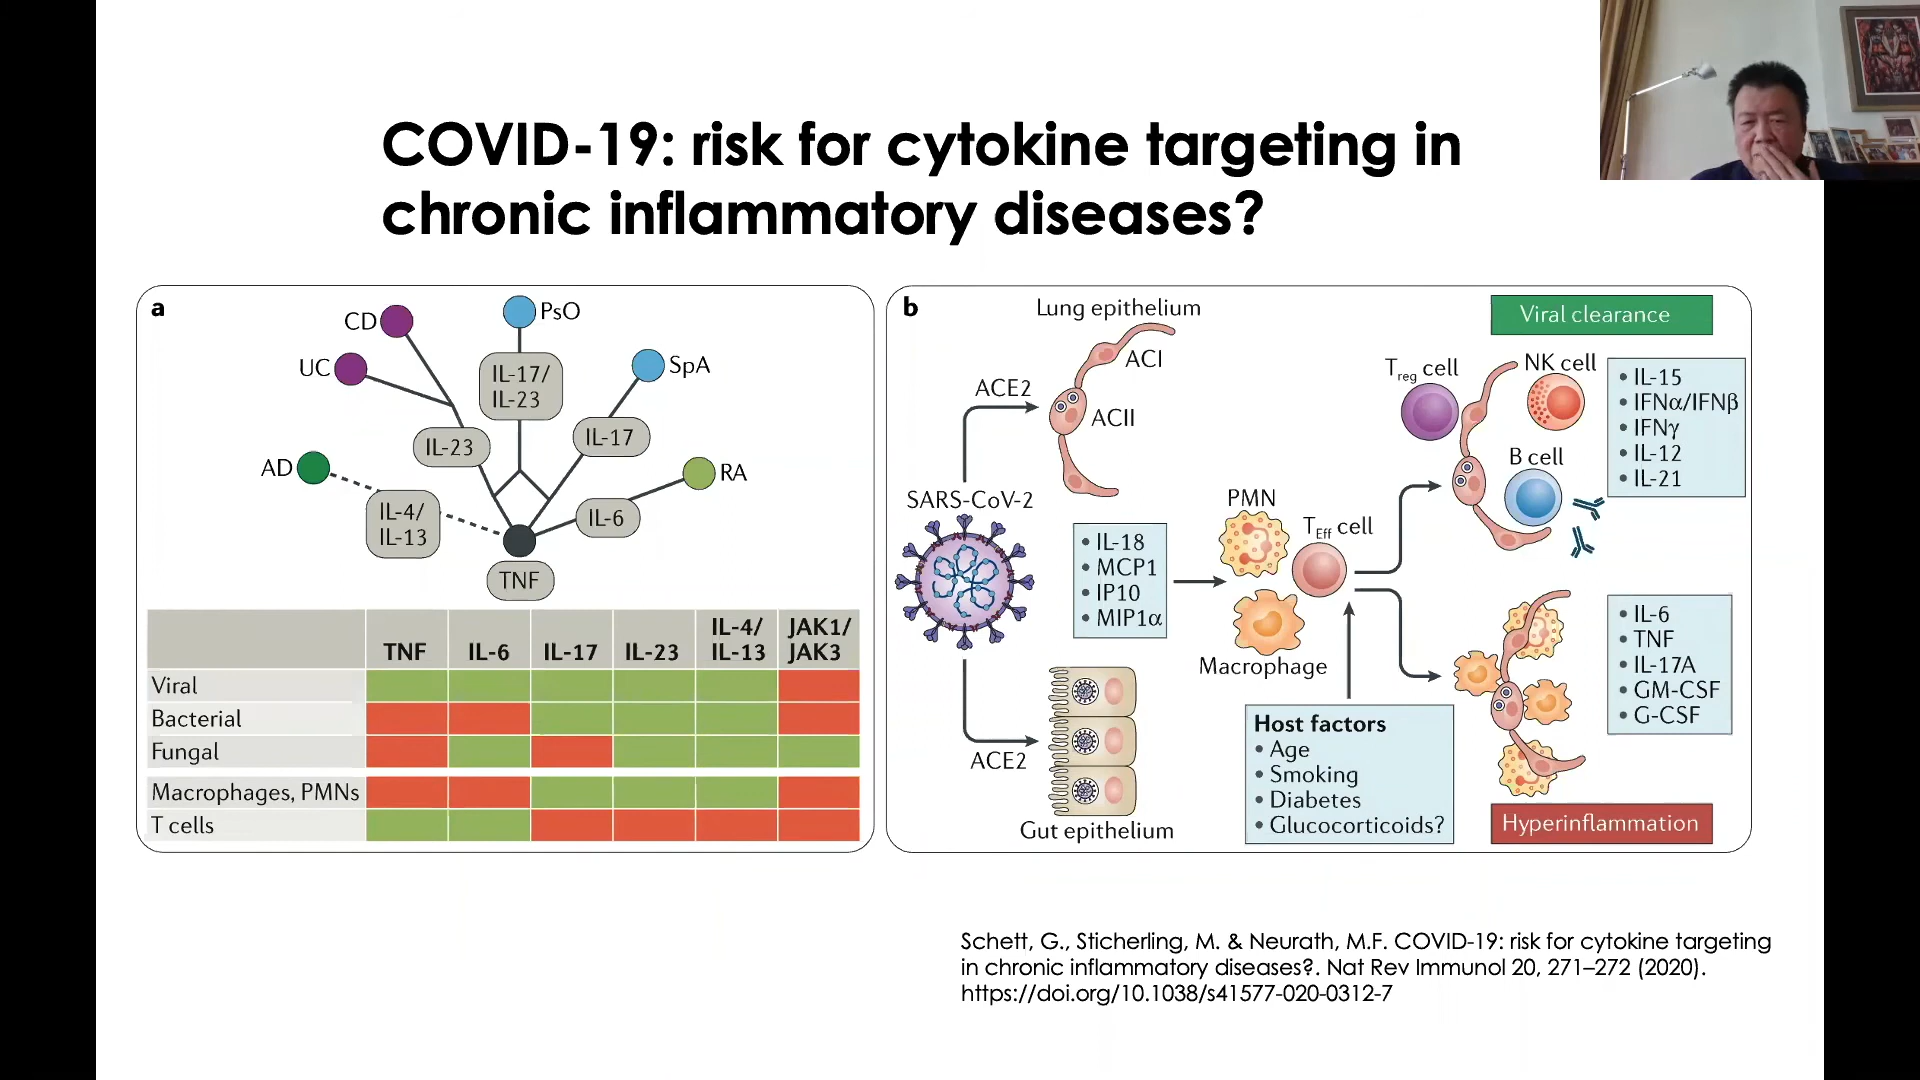 COVID-19: risk for cytokine targeting in
chronic inflammatory diseases?
a
CD
PsO
UC
SpA
IL-17/
IL-23
IL-23
IL-17
AD
RA
IL-4/
IL-13
IL-6
TNF
TNF IL-6 IL-17 IL-23 IL-4/ IL-13 JAK1/ JAK3
Viral
Bacterial
Fungal
Macrophages, PMNs
T cells
b
Lung epithelium
ACI
ACE2
ACII
SARS-CoV-2
• IL-18
• MCP1
• IP10
• MIP1α
ACE2
Gut epithelium
PMN
TEff cell
Macrophage
Host factors
• Age
• Smoking
• Diabetes
• Glucocorticoids?
Viral clearance
Treg cell
NK cell
B cell
• IL-15
• IFNα/IFNβ
• IFNγ
• IL-12
• IL-21
• IL-6
• TNF
• IL-17A
• GM-CSF
• G-CSF
Hyperinflammation
Schett, G., Sticherling, M. & Neurath, M.F. COVID-19: risk for cytokine targeting
in chronic inflammatory diseases?. Nat Rev Immunol 20, 271–272 (2020).
https://doi.org/10.1038/s41577-020-0312-7